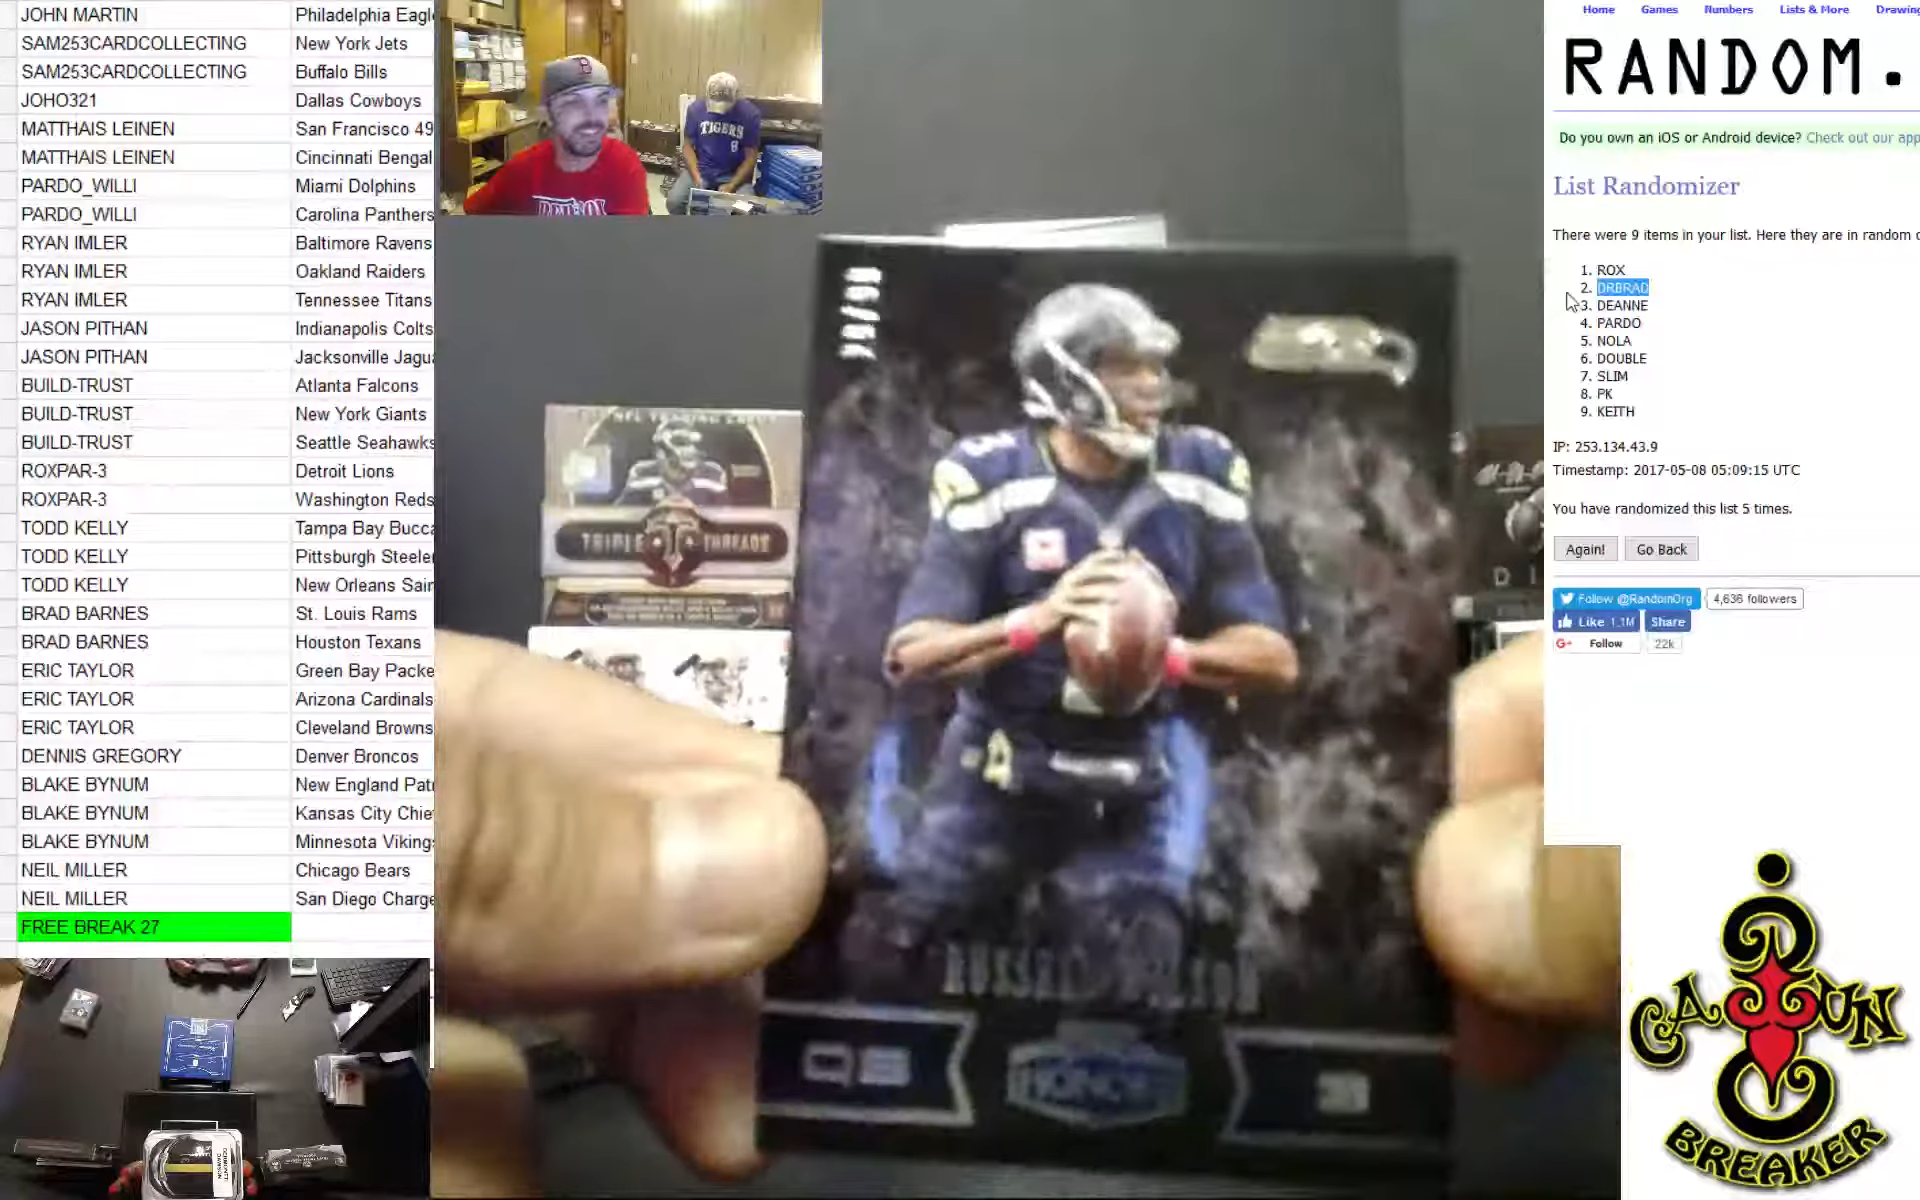 JOHN MARTIN Philadelphia Eagl
SAM253CARDCOLLECTING New York Jets
SAM253CARDCOLLECTING Buffalo Bills
JOHO321 Dallas Cowboys
MATTHAIS LEINEN San Francisco 49
MATTHAIS LEINEN Cincinnati Bengal
PARDO_WILLI Miami Dolphins
PARDO_WILLI Carolina Panthers
RYAN IMLER Baltimore Ravens
RYAN IMLER Oakland Raiders
RYAN IMLER Tennessee Titans
JASON PITHAN Indianapolis Colts
JASON PITHAN Jacksonville Jagu
BUILD-TRUST Atlanta Falcons
BUILD-TRUST New York Giants
BUILD-TRUST Seattle Seahawks
ROXPAR-3 Detroit Lions
ROXPAR-3 Washington Reds
TODD KELLY Tampa Bay Bucca
TODD KELLY Pittsburgh Steele
TODD KELLY New Orleans Sain
BRAD BARNES St. Louis Rams
BRAD BARNES Houston Texans
ERIC TAYLOR Green Bay Packe
ERIC TAYLOR Arizona Cardinals
ERIC TAYLOR Cleveland Browns
DENNIS GREGORY Denver Broncos
BLAKE BYNUM New England Patr
BLAKE BYNUM Kansas City Chie
BLAKE BYNUM Minnesota Viking
NEIL MILLER Chicago Bears
NEIL MILLER San Diego Charge
FREE BREAK 27
B
TIGERS
8
TRIPLE THREADS
RUSSELL WILSON
QB
HONORS
3
Home Games Numbers Lists & More Drawing
RANDOM.
Do you own an iOS or Android device? Check out our app
List Randomizer
There were 9 items in your list. Here they are in random o
1. ROX
2. DRBRAD
3. DEANNE
4. PARDO
5. NOLA
6. DOUBLE
7. SLIM
8. PK
9. KEITH
IP: 253.134.43.9
Timestamp: 2017-05-08 05:09:15 UTC
You have randomized this list 5 times.
Again! Go Back
Follow @RandomOrg 4,636 followers
Like 1.1M Share
G+ Follow 22k
CAJUN
BREAKER